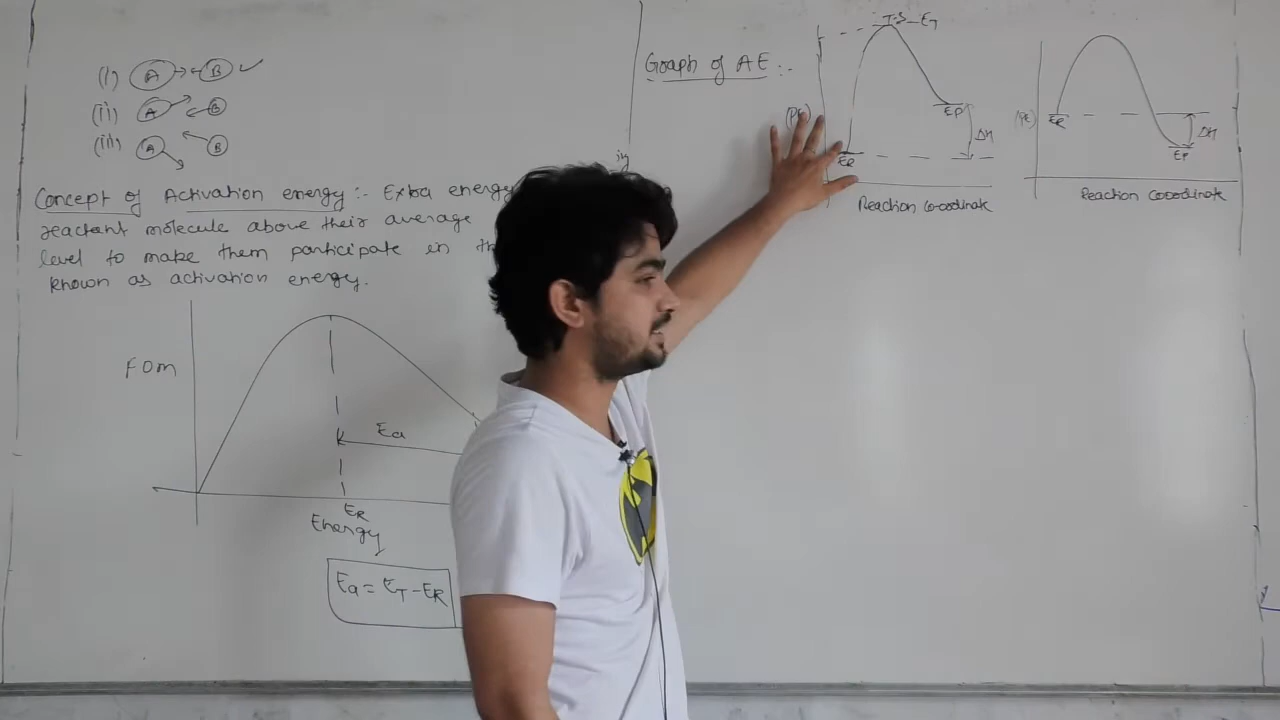 (i) A B
(ii) A B
(iii) A B
Concept of Activation energy:- Extra energy
reactant molecule above their average
level to make them participate in
known as activation energy.
FOM
Ea
ER
Energy
Ea = ET - ER
Graph of AE :-
T.S ET
(PE)
ER
EP
ΔH
Reaction Co-ordinate
(PE)
ER
EP
ΔH
Reaction Coordinate